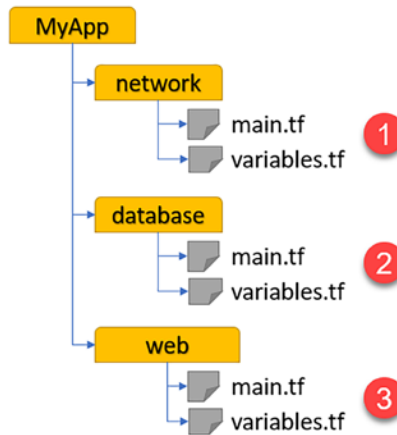 MyApp
network
main.tf
1
variables.tf
database
main.tf
2
variables.tf
web
main.tf
3
variables.tf